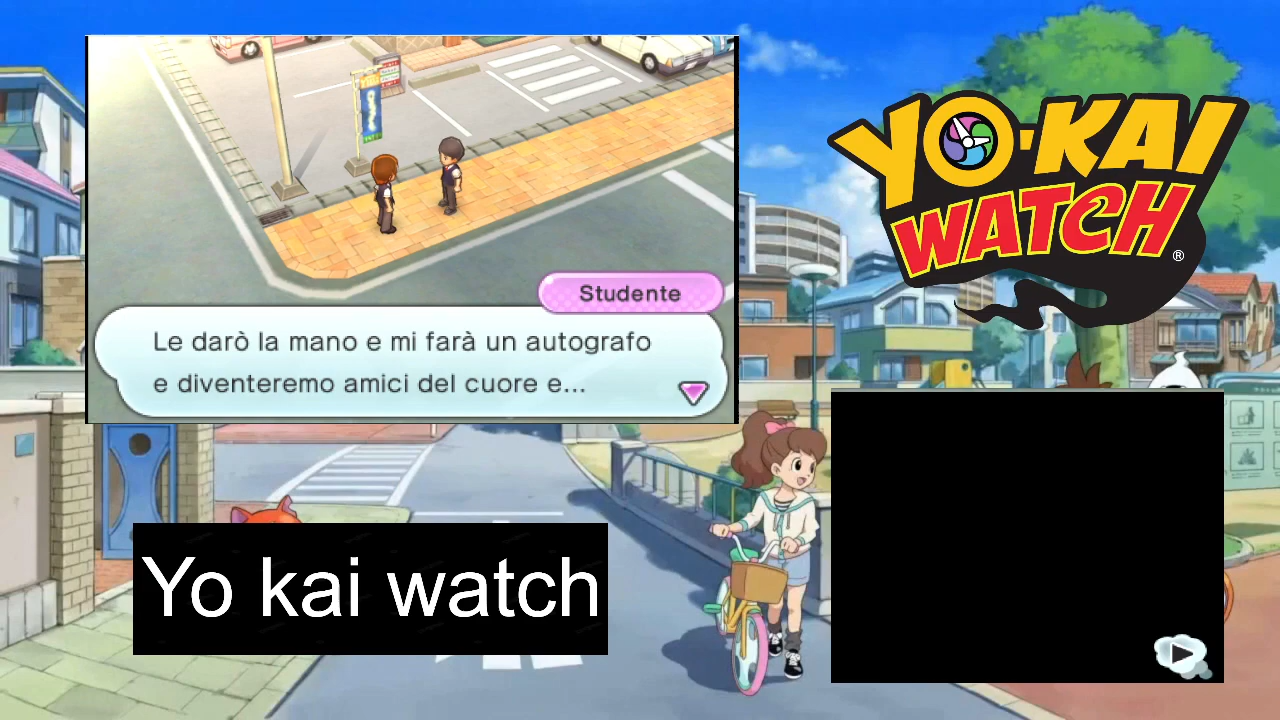 YO-KAI
WATCH®
Studente
Le darò la mano e mi farà un autografo
e diventeremo amici del cuore e...
Yo kai watch